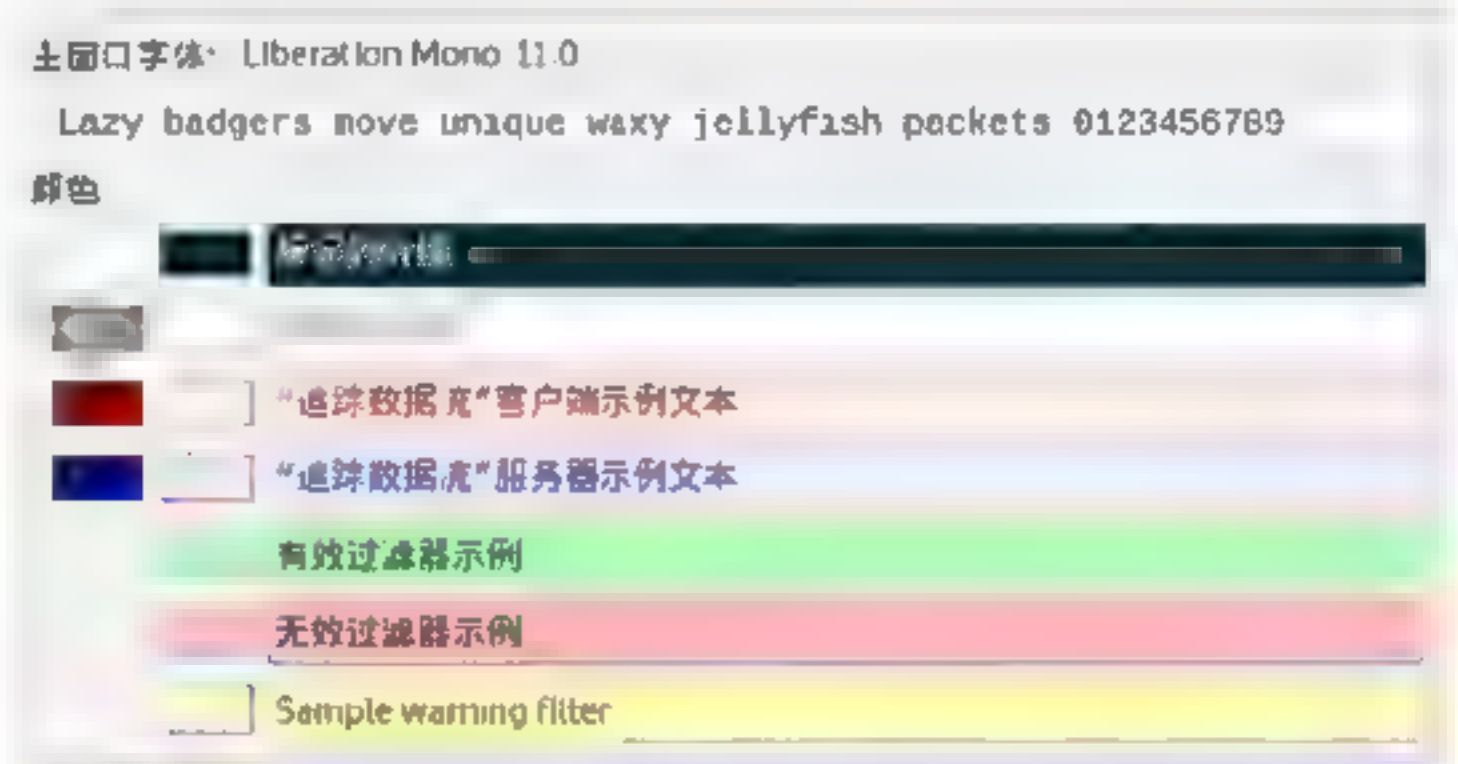 主窗口字体: Liberation Mono 11.0
Lazy badgers move unique waxy jellyfish packets 0123456789
颜色
“追踪数据流”客户端示例文本
“追踪数据流”服务器示例文本
有效过滤器示例
无效过滤器示例
Sample warning filter